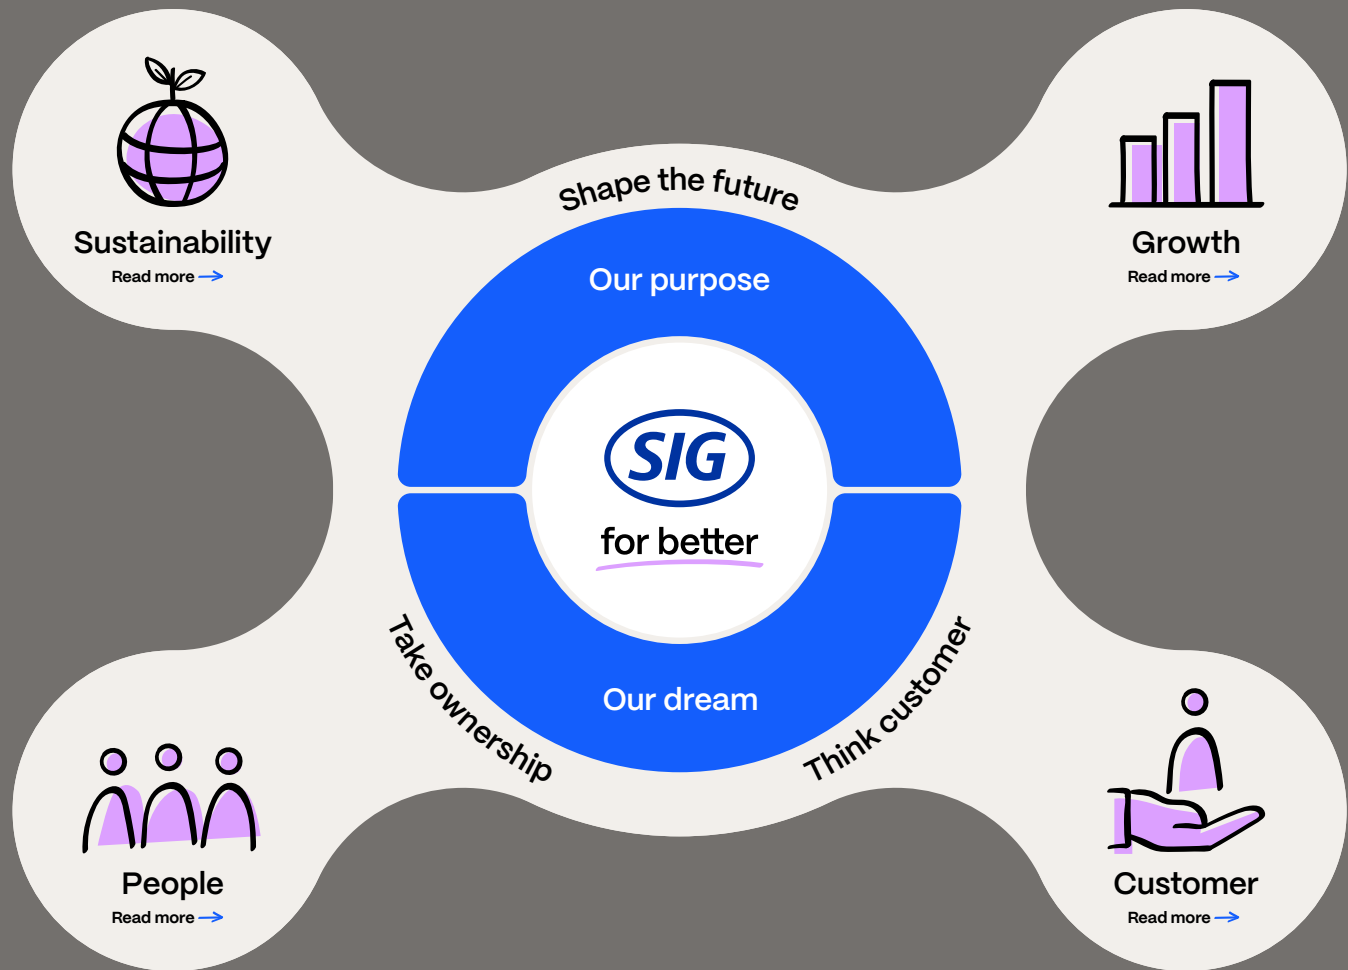 Sustainability
Read more
Growth
Read more
Shape the future
Our purpose
SIG
for better
Our dream
Take ownership
Think customer
People
Read more
Customer
Read more